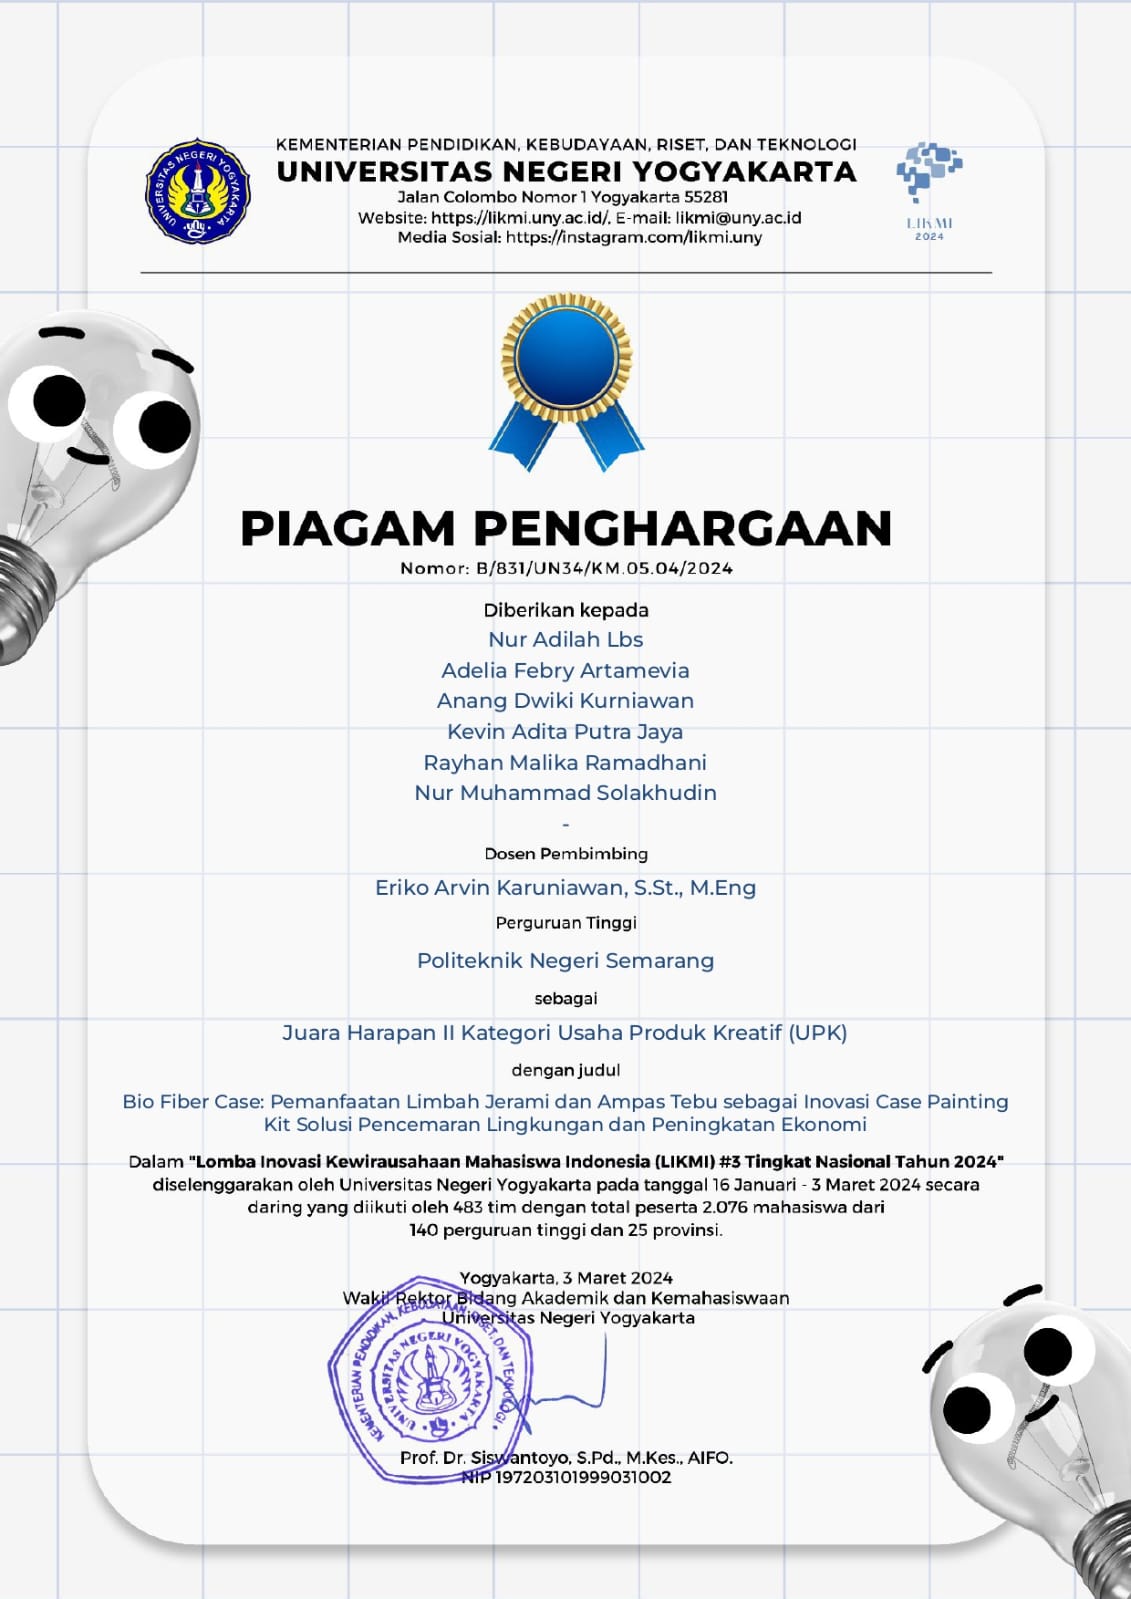 KEMENTERIAN PENDIDIKAN, KEBUDAYAAN, RISET, DAN TEKNOLOGI
UNIVERSITAS NEGERI YOGYAKARTA
Jalan Colombo Nomor 1 Yogyakarta 55281
Website: https://likmi.uny.ac.id/, E-mail: likmi@uny.ac.id
Media Sosial: https://instagram.com/likmi.uny
UNIVERSITAS NEGERI YOGYAKARTA
uny
LIKMI
2024
PIAGAM PENGHARGAAN
Nomor: B/831/UN34/KM.05.04/2024
Diberikan kepada
Nur Adilah Lbs
Adelia Febry Artamevia
Anang Dwiki Kurniawan
Kevin Adita Putra Jaya
Rayhan Malika Ramadhani
Nur Muhammad Solakhudin
-
Dosen Pembimbing
Eriko Arvin Karuniawan, S.St., M.Eng
Perguruan Tinggi
Politeknik Negeri Semarang
sebagai
Juara Harapan II Kategori Usaha Produk Kreatif (UPK)
dengan judul
Bio Fiber Case: Pemanfaatan Limbah Jerami dan Ampas Tebu sebagai Inovasi Case Painting
Kit Solusi Pencemaran Lingkungan dan Peningkatan Ekonomi
Dalam "Lomba Inovasi Kewirausahaan Mahasiswa Indonesia (LIKMI) #3 Tingkat Nasional Tahun 2024"
diselenggarakan oleh Universitas Negeri Yogyakarta pada tanggal 16 Januari - 3 Maret 2024 secara
daring yang diikuti oleh 483 tim dengan total peserta 2.076 mahasiswa dari
140 perguruan tinggi dan 25 provinsi.
Yogyakarta, 3 Maret 2024
Wakil Rektor Bidang Akademik dan Kemahasiswaan
Universitas Negeri Yogyakarta
KEMENTERIAN PENDIDIKAN, KEBUDAYAAN, RISET, DAN TEKNOLOGI
UNIVERSITAS NEGERI YOGYAKARTA
Prof. Dr. Siswantoyo, S.Pd., M.Kes., AIFO.
NIP 197203101999031002